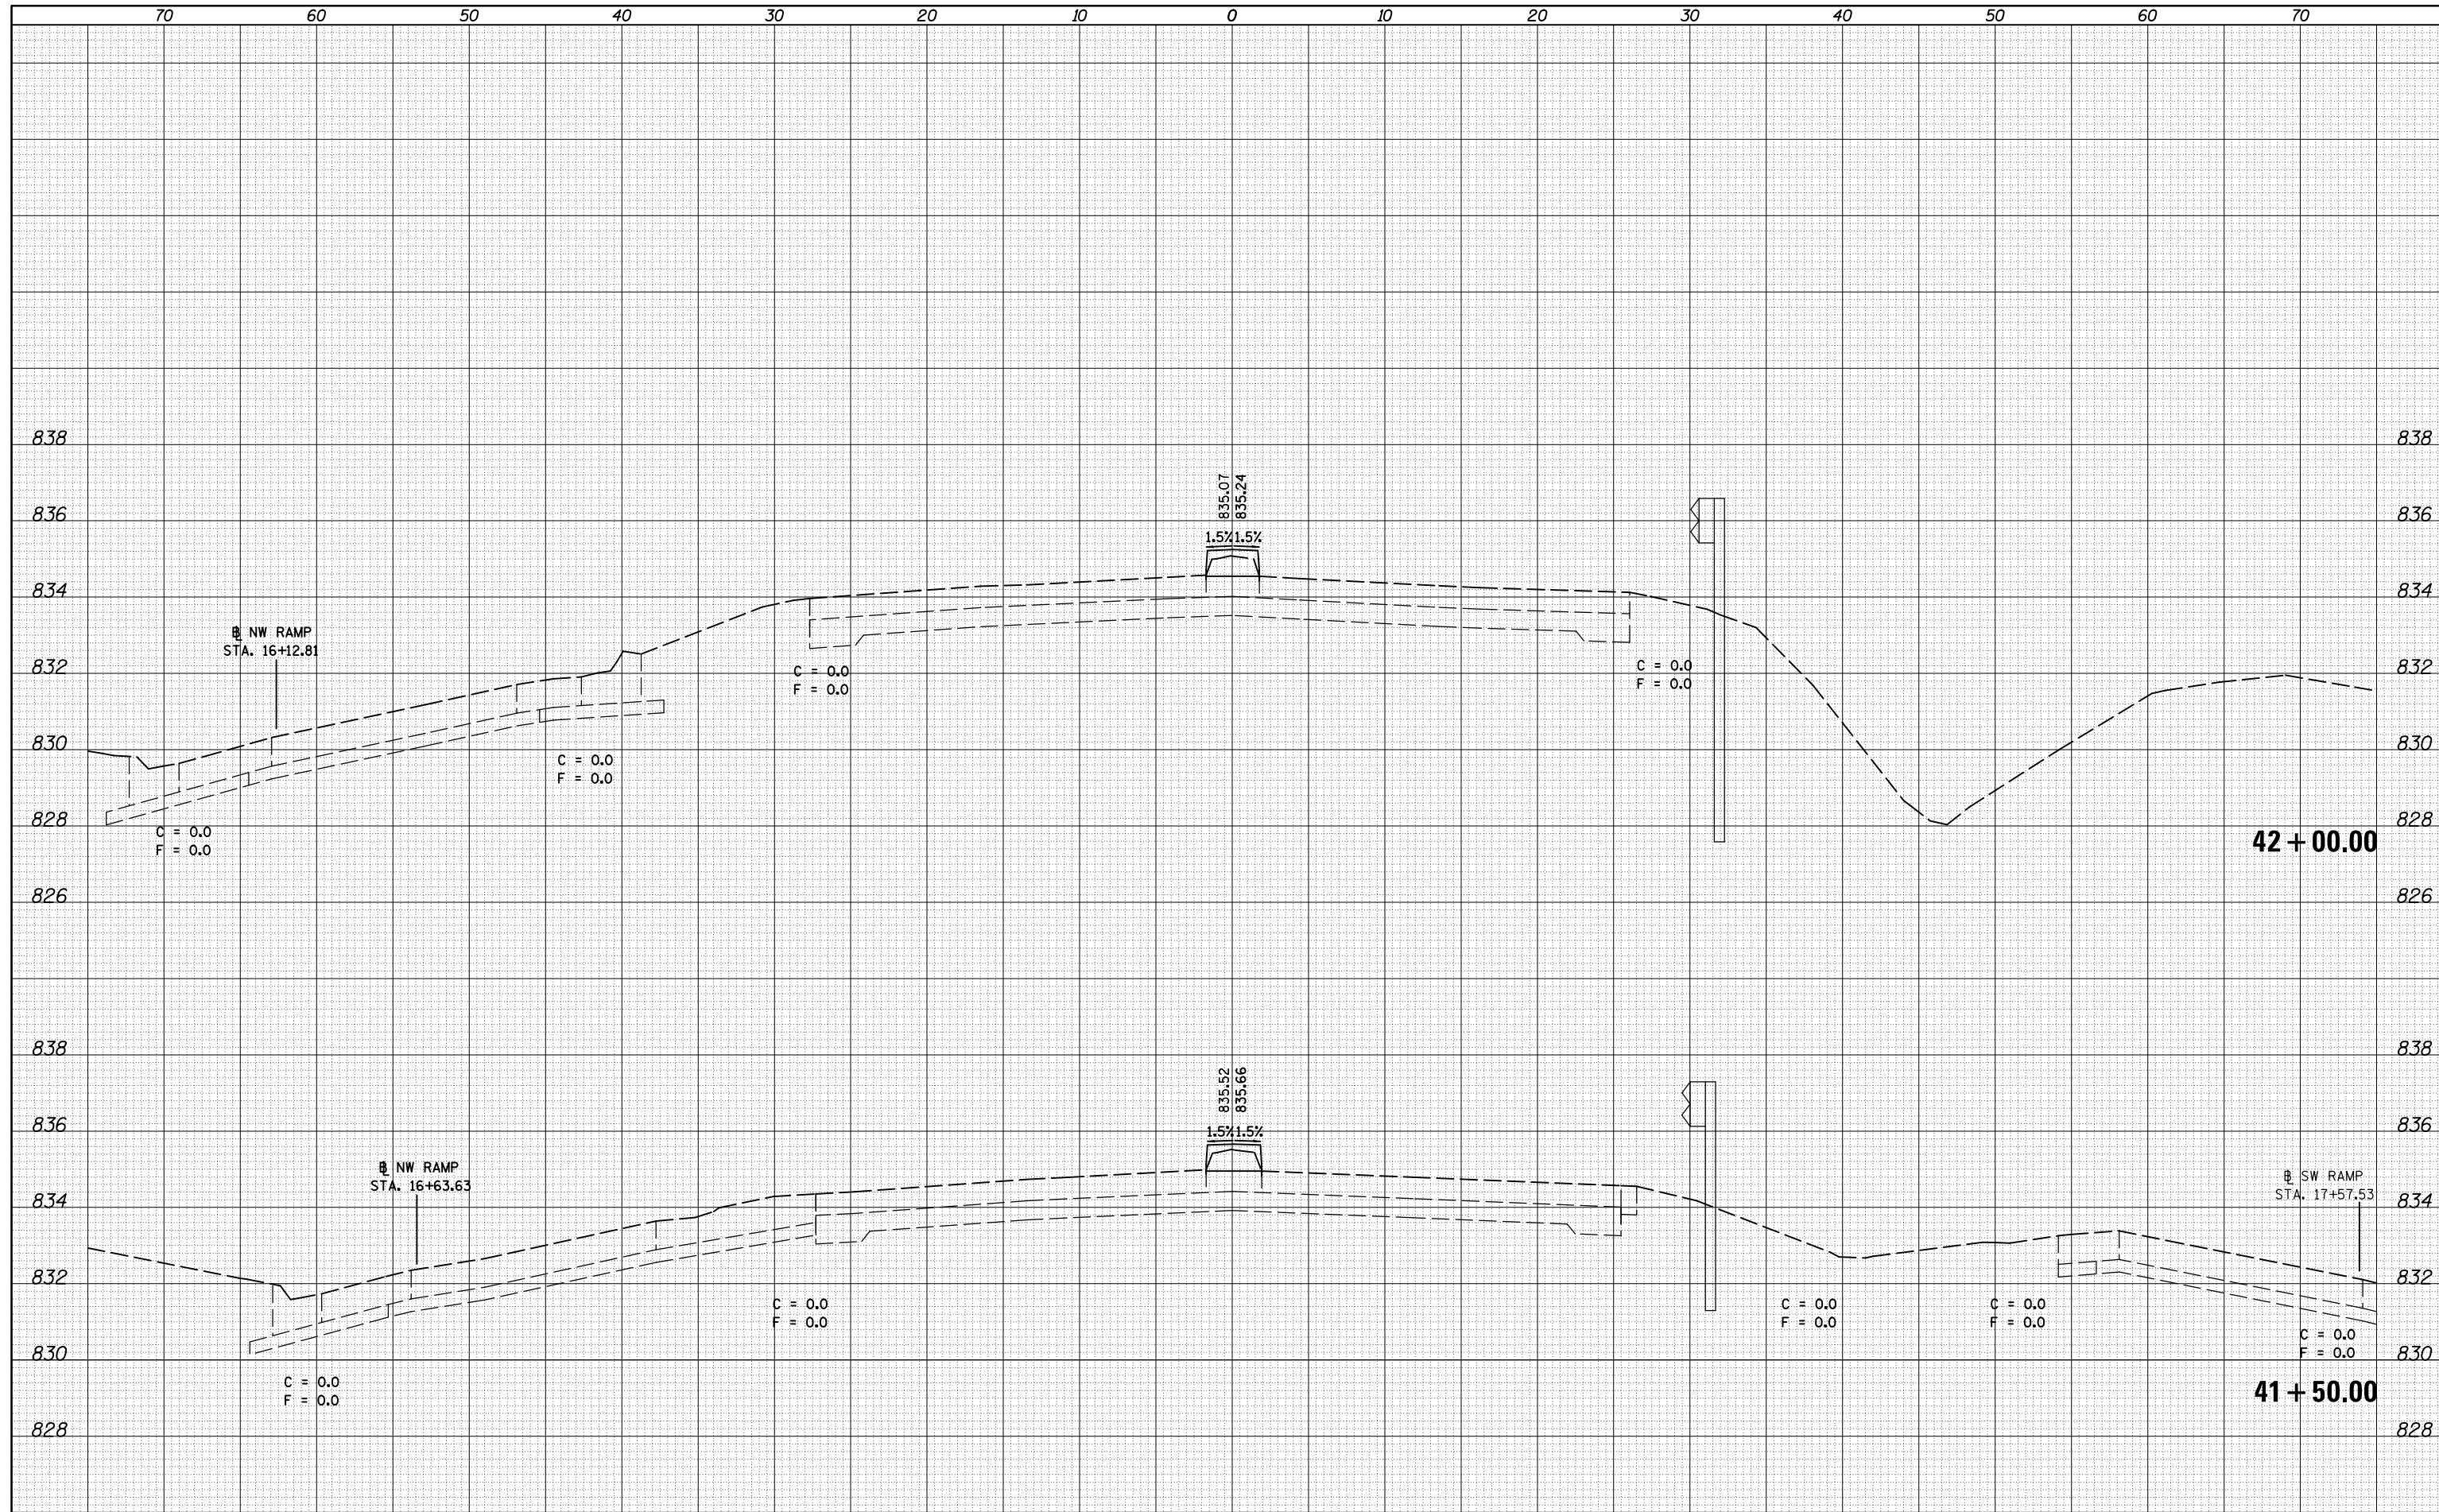 70 60 50 40 30 20 10 0 10 20 30 40 50 60 70
838 838
835.07
835.24
836 836
1.5% 1.5%
834 834
℄ NW RAMP
STA. 16+12.81
832 832
C = 0.0 C = 0.0
F = 0.0 F = 0.0
830 830
C = 0.0
F = 0.0
828 828
C = 0.0
F = 0.0
42 + 00.00
826 826
838 838
835.52
835.66
836 836
1.5% 1.5%
℄ NW RAMP
STA. 16+63.63
℄ SW RAMP
STA. 17+57.53
834 834
832 832
C = 0.0 C = 0.0 C = 0.0
F = 0.0 F = 0.0 F = 0.0
C = 0.0
F = 0.0
830 830
C = 0.0
F = 0.0
41 + 50.00
828 828